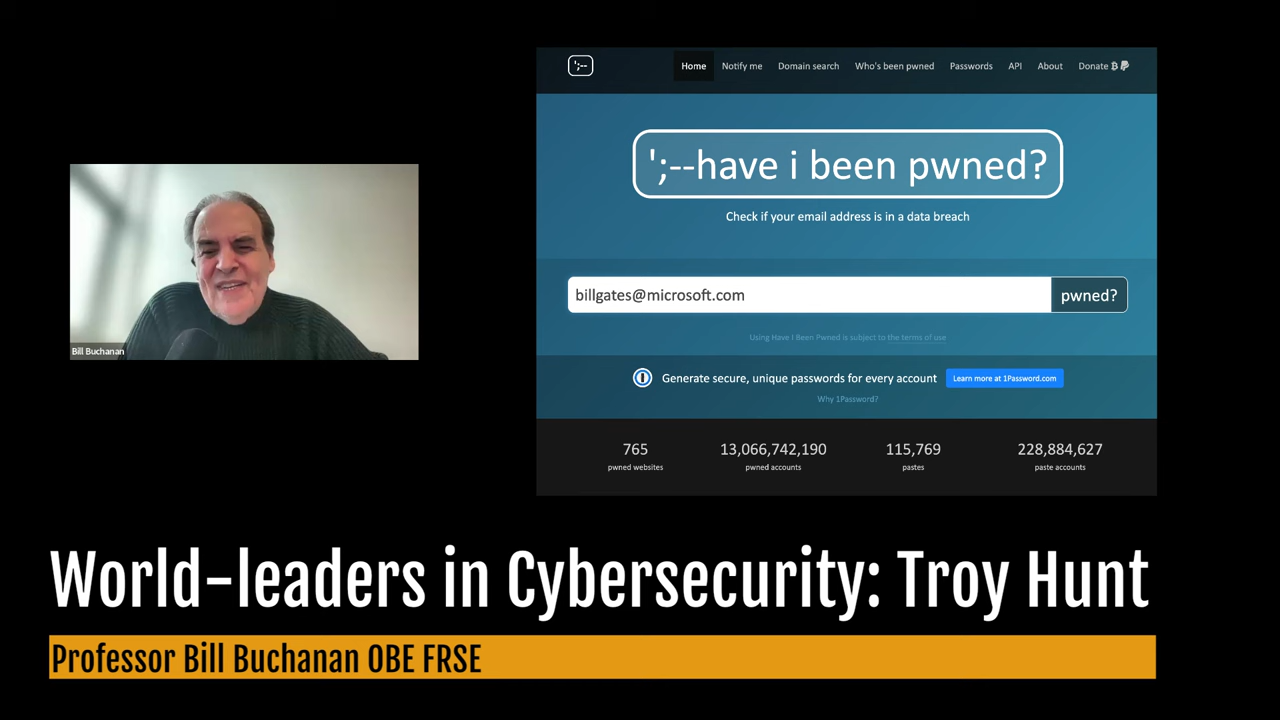 ';--
Home
Notify me
Domain search
Who's been pwned
Passwords
API
About
Donate
';--have i been pwned?
Check if your email address is in a data breach
billgates@microsoft.com
pwned?
Using Have I Been Pwned is subject to the terms of use
Generate secure, unique passwords for every account
Learn more at 1Password.com
Why 1Password?
765
13,066,742,190
115,769
228,884,627
pwned websites
pwned accounts
pastes
paste accounts
Bill Buchanan
World-leaders in Cybersecurity: Troy Hunt
Professor Bill Buchanan OBE FRSE